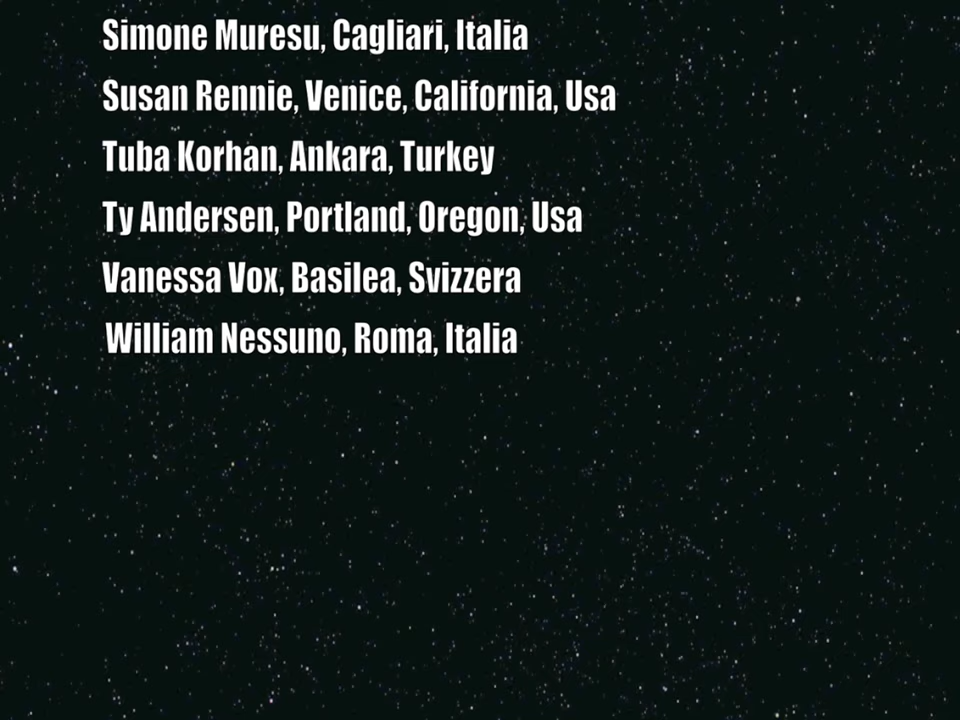 Simone Muresu, Cagliari, Italia
Susan Rennie, Venice, California, Usa
Tuba Korhan, Ankara, Turkey
Ty Andersen, Portland, Oregon, Usa
Vanessa Vox, Basilea, Svizzera
William Nessuno, Roma, Italia